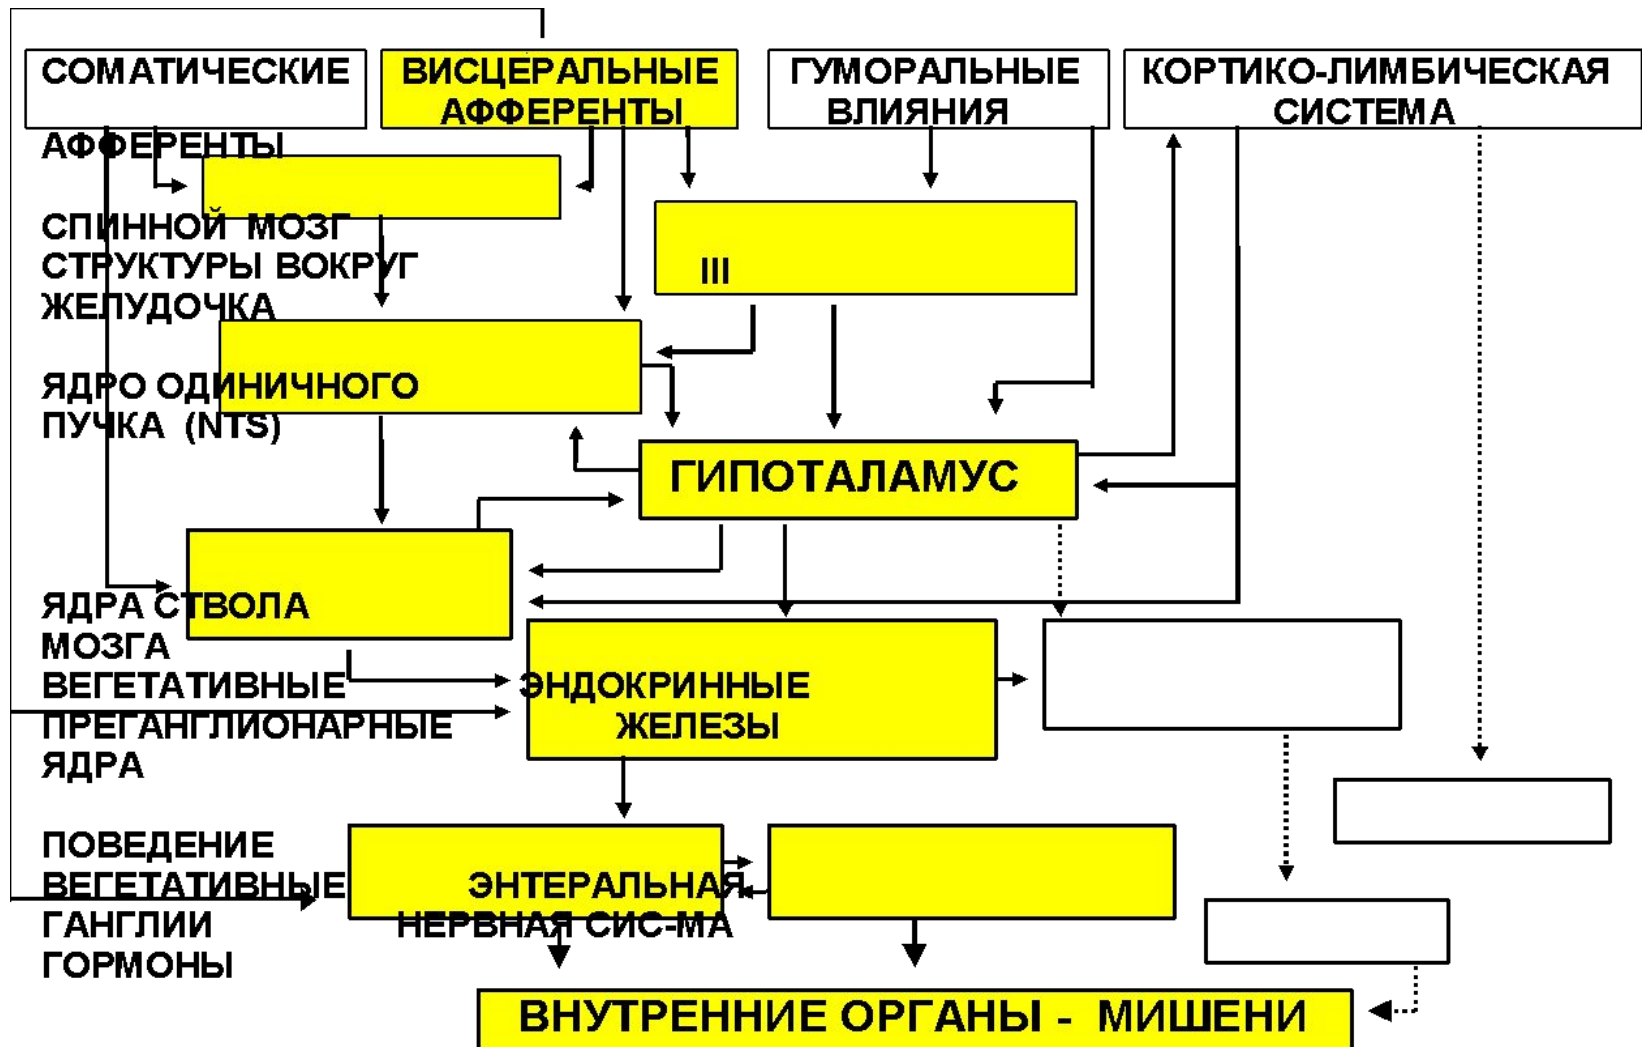 СОМАТИЧЕСКИЕ
ВИСЦЕРАЛЬНЫЕ
АФФЕРЕНТЫ
ГУМОРАЛЬНЫЕ
ВЛИЯНИЯ
КОРТИКО-ЛИМБИЧЕСКАЯ
СИСТЕМА
АФФЕРЕНТЫ
СПИННОЙ МОЗГ
СТРУКТУРЫ ВОКРУГ
III
ЖЕЛУДОЧКА
ЯДРО ОДИНИЧНОГО
ПУЧКА (NTS)
ГИПОТАЛАМУС
ЯДРА СТВОЛА
МОЗГА
ВЕГЕТАТИВНЫЕ
ЭНДОКРИННЫЕ
ПРЕГАНГЛИОНАРНЫЕ
ЖЕЛЕЗЫ
ЯДРА
ПОВЕДЕНИЕ
ВЕГЕТАТИВНЫЕ
ЭНТЕРАЛЬНАЯ
ГАНГЛИИ
НЕРВНАЯ СИС-МА
ГОРМОНЫ
ВНУТРЕННИЕ ОРГАНЫ - МИШЕНИ